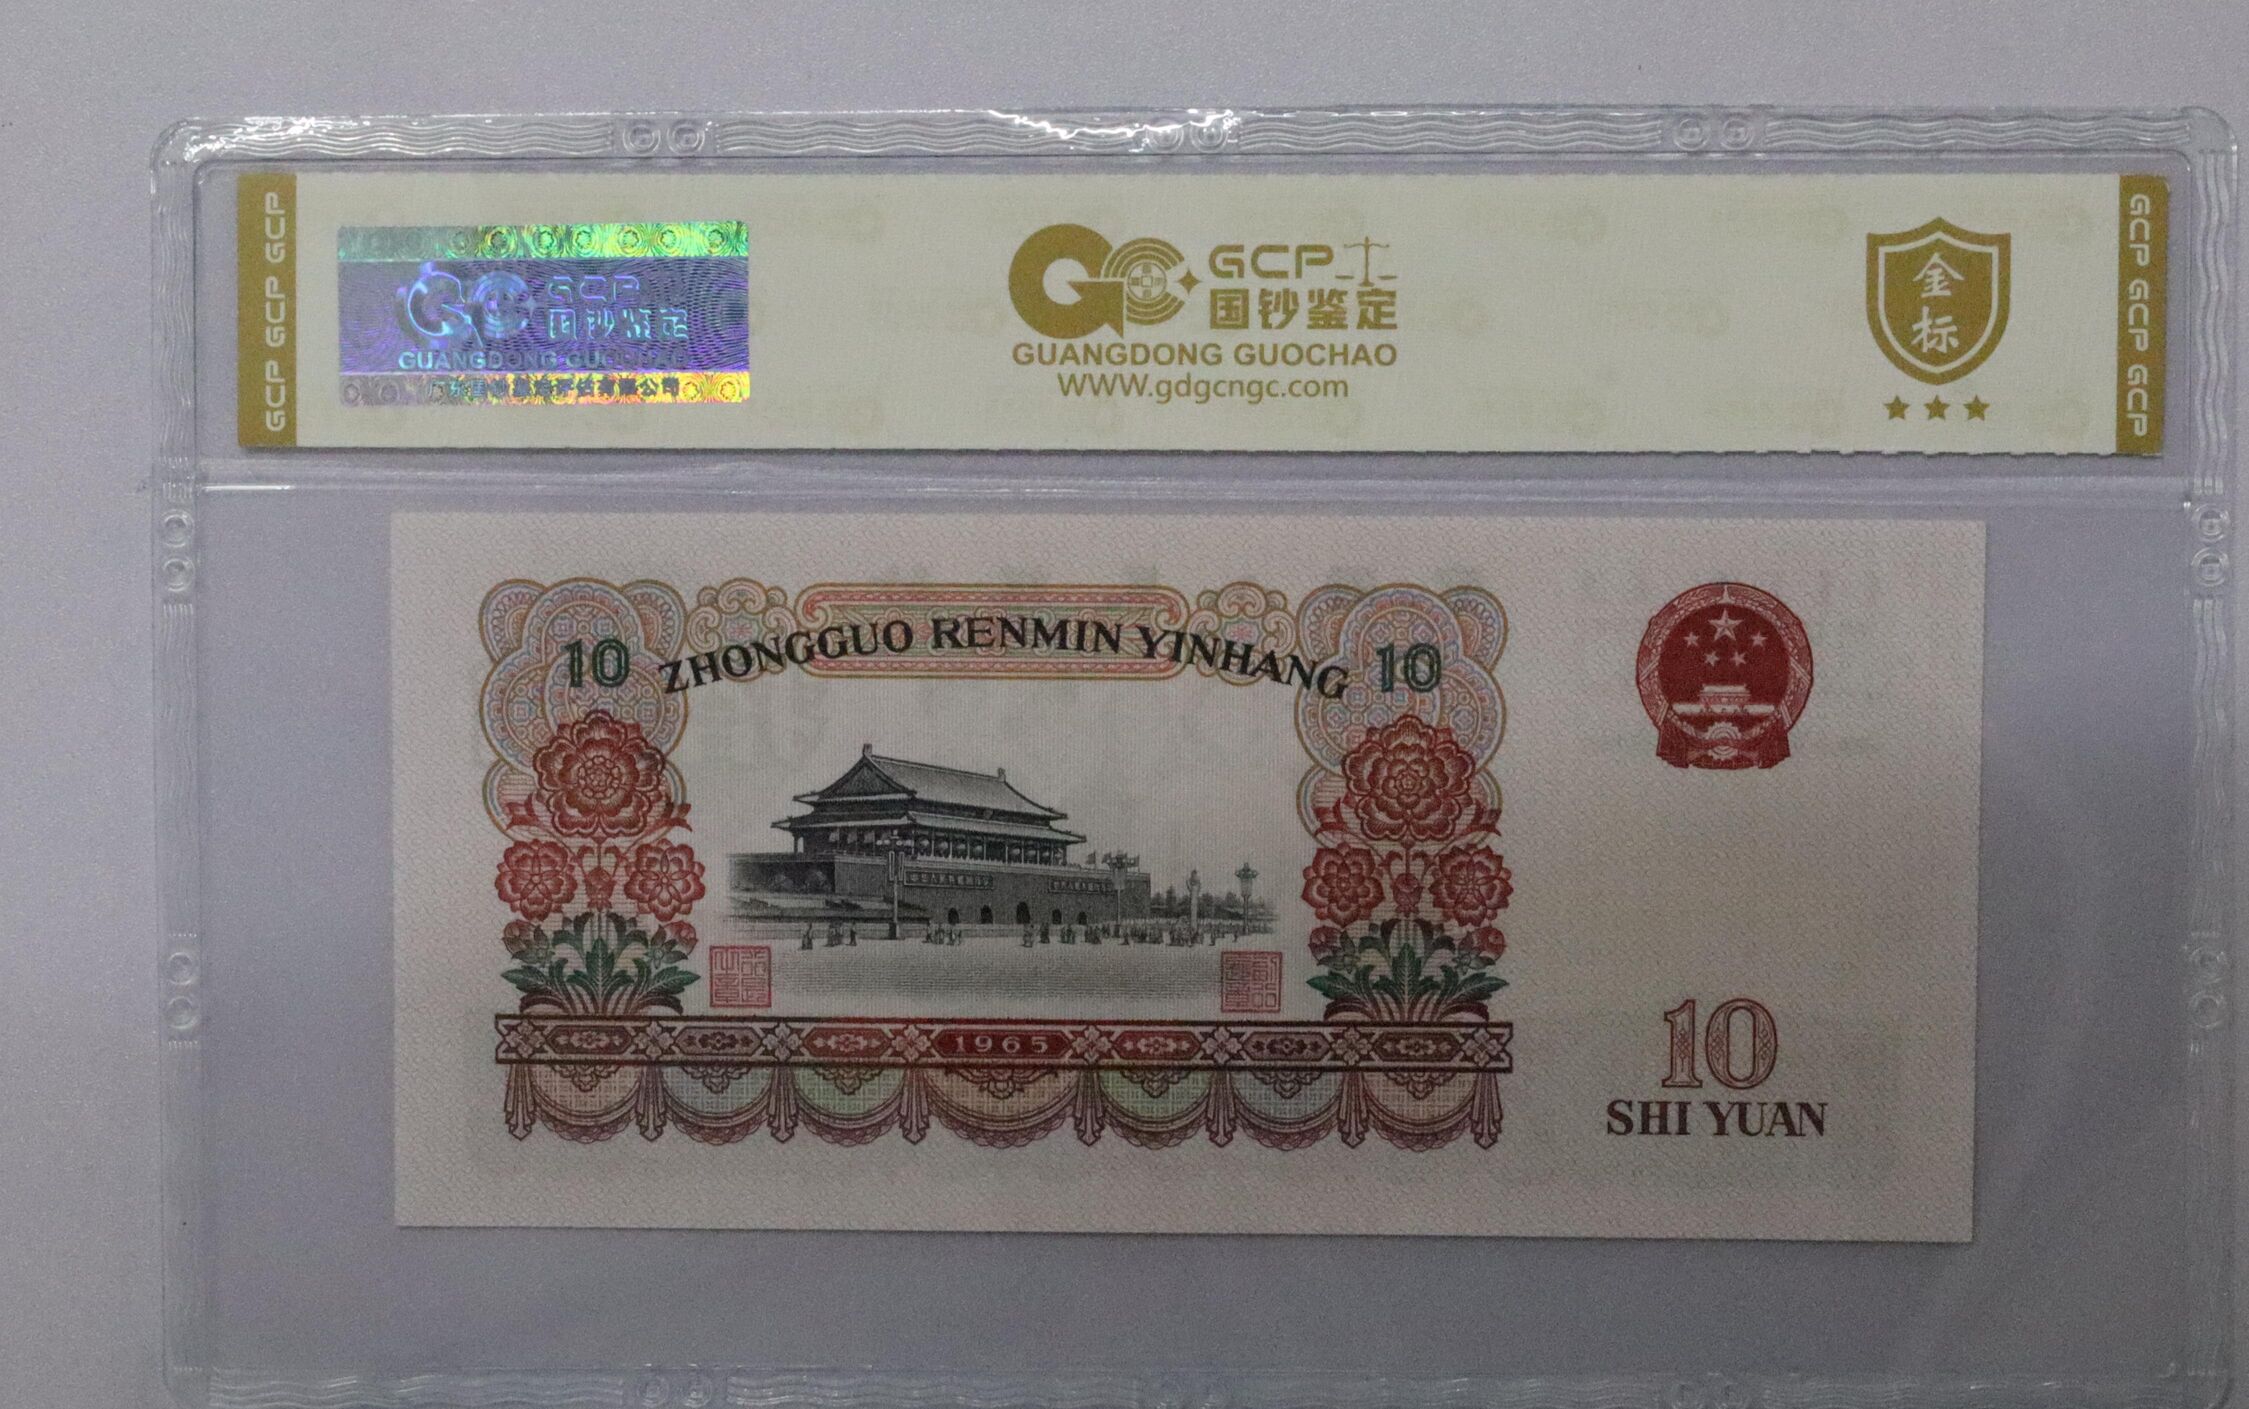 GCP GCP GCP
GCP
国钞鉴定
GUANGDONG GUOCHAO
GCP
国钞鉴定
GUANGDONG GUOCHAO
WWW.gdgcngc.com
金标
GCP GCP GCP
ZHONGGUO RENMIN YINHANG
10
10
1965
10
SHI YUAN